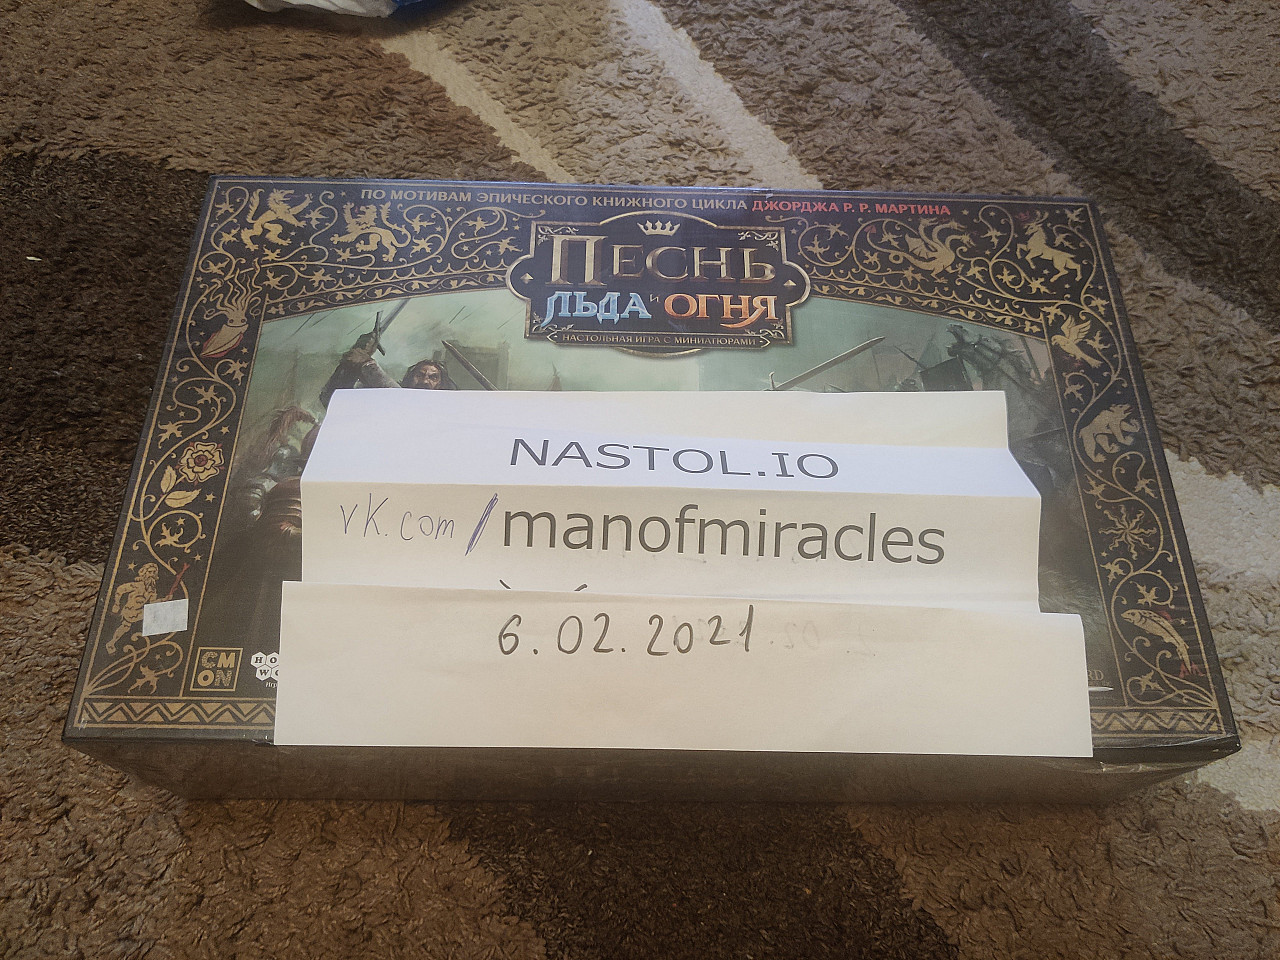 ПО МОТИВАМ ЭПИЧЕСКОГО КНИЖНОГО ЦИКЛА ДЖОРДЖА Р. Р. МАРТИНА
ПЕСНЬ
ЛЬДА И ОГНЯ
НАСТОЛЬНАЯ ИГРА С МИНИАТЮРАМИ
NASTOL.IO
vk.com/manofmiracles
6.02.2021
CMON